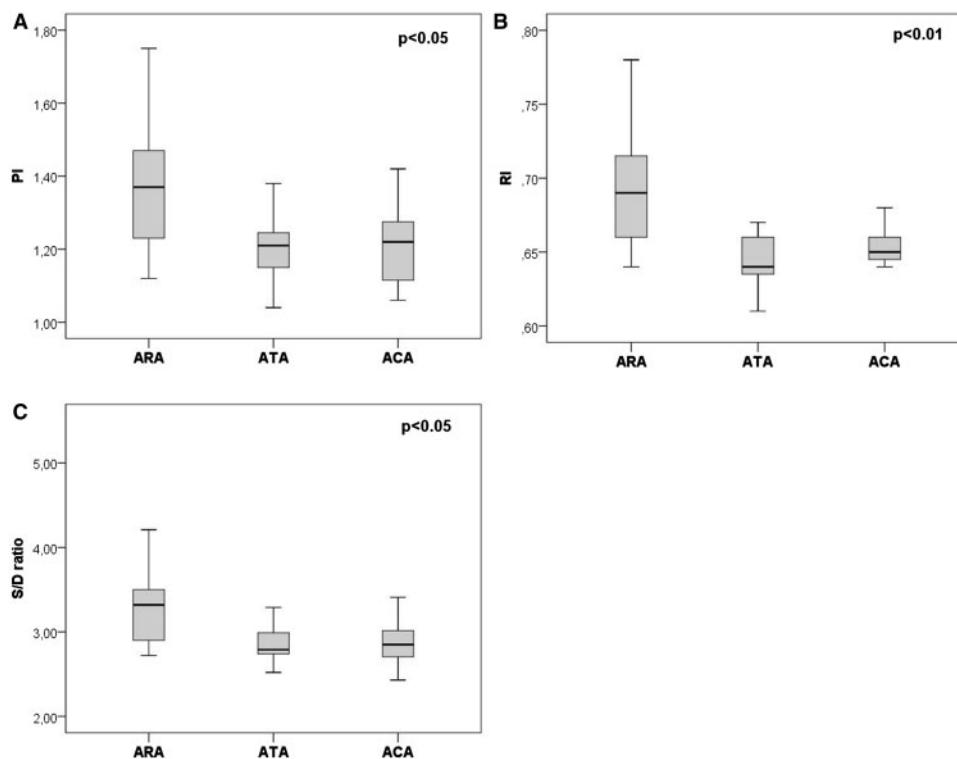 A
1,80
p<0.05
1,60
PI
1,40
1,20
1,00
ARA ATA ACA
B
,80
p<0.01
,75
RI
,70
,65
,60
ARA ATA ACA
C
p<0.05
5,00
4,00
S/D ratio
3,00
2,00
ARA ATA ACA